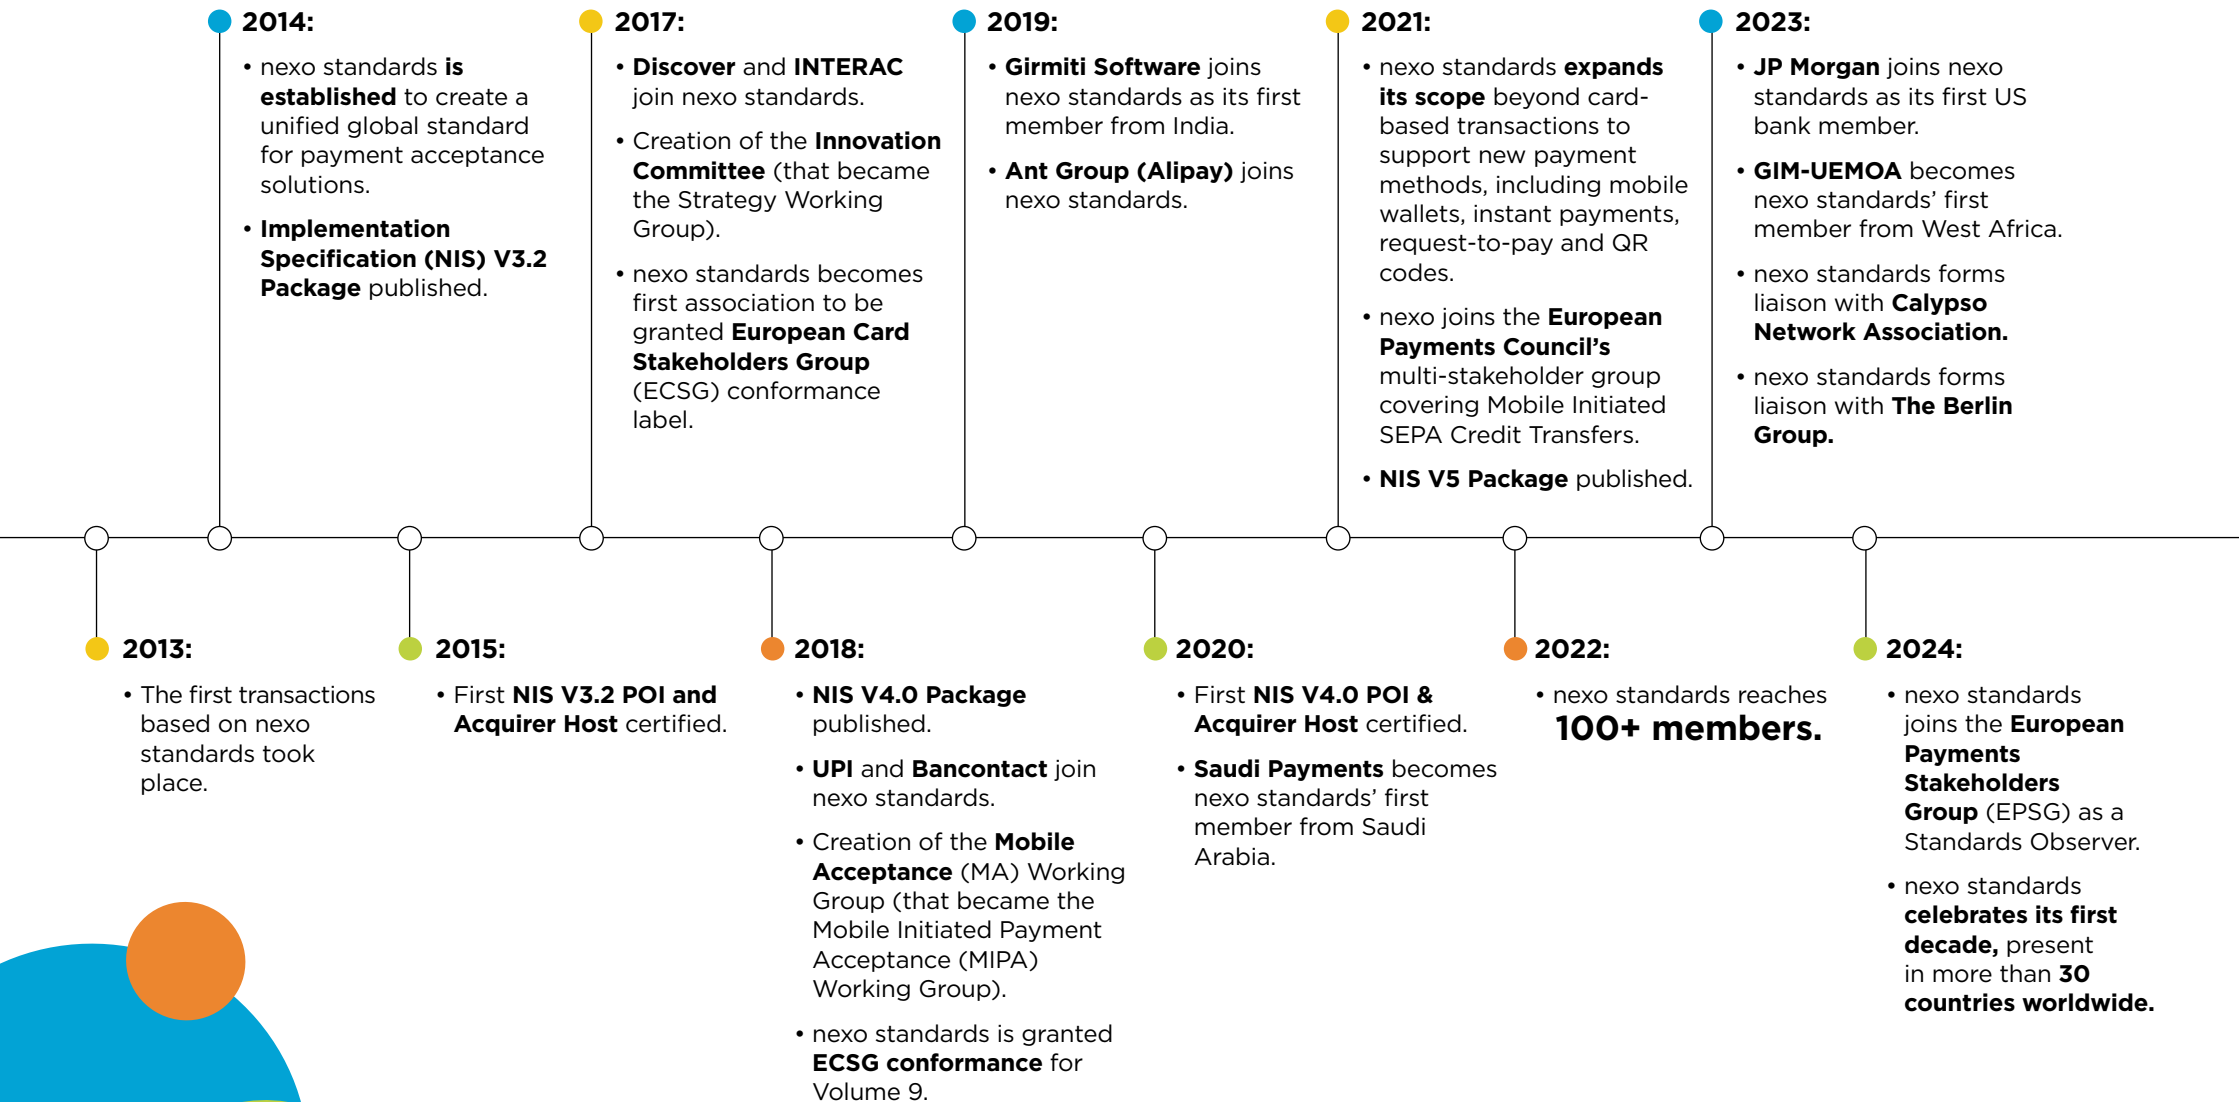 2014:
• nexo standards is
established to create a
unified global standard
for payment acceptance
solutions.
• Implementation
Specification (NIS) V3.2
Package published.
2017:
• Discover and INTERAC
join nexo standards.
• Creation of the Innovation
Committee (that became
the Strategy Working
Group).
• nexo standards becomes
first association to be
granted European Card
Stakeholders Group
(ECSG) conformance
label.
2019:
• Girmiti Software joins
nexo standards as its first
member from India.
• Ant Group (Alipay) joins
nexo standards.
2021:
• nexo standards expands
its scope beyond card-
based transactions to
support new payment
methods, including mobile
wallets, instant payments,
request-to-pay and QR
codes.
• nexo joins the European
Payments Council’s
multi-stakeholder group
covering Mobile Initiated
SEPA Credit Transfers.
• NIS V5 Package published.
2023:
• JP Morgan joins nexo
standards as its first US
bank member.
• GIM-UEMOA becomes
nexo standards’ first
member from West Africa.
• nexo standards forms
liaison with Calypso
Network Association.
• nexo standards forms
liaison with The Berlin
Group.
2013:
• The first transactions
based on nexo
standards took
place.
2015:
• First NIS V3.2 POI and
Acquirer Host certified.
2018:
• NIS V4.0 Package
published.
• UPI and Bancontact join
nexo standards.
• Creation of the Mobile
Acceptance (MA) Working
Group (that became the
Mobile Initiated Payment
Acceptance (MIPA)
Working Group).
• nexo standards is granted
ECSG conformance for
Volume 9.
2020:
• First NIS V4.0 POI &
Acquirer Host certified.
• Saudi Payments becomes
nexo standards’ first
member from Saudi
Arabia.
2022:
• nexo standards reaches
100+ members.
2024:
• nexo standards
joins the European
Payments
Stakeholders
Group (EPSG) as a
Standards Observer.
• nexo standards
celebrates its first
decade, present
in more than 30
countries worldwide.